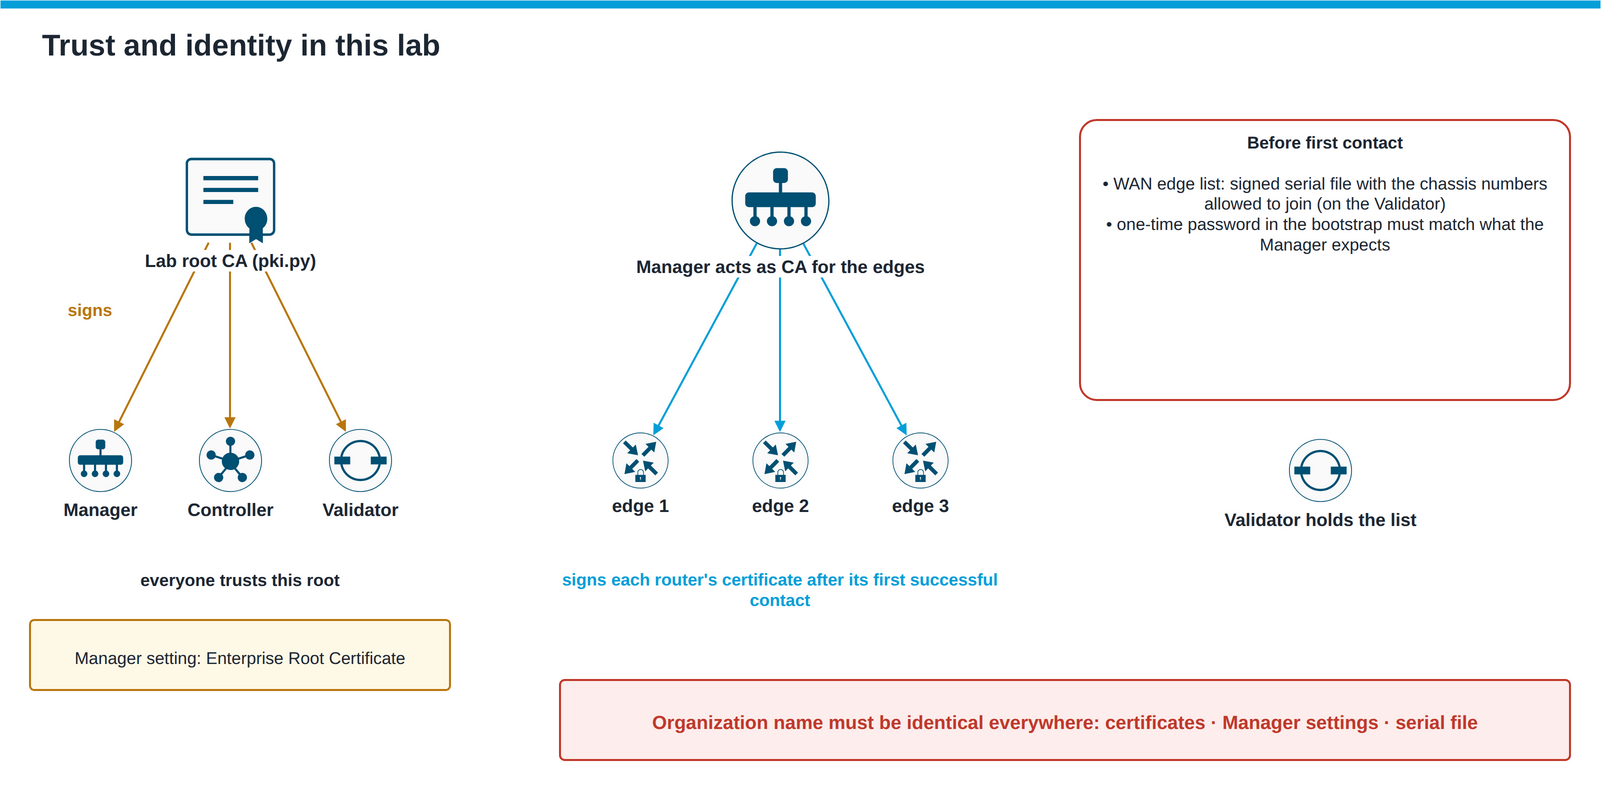 Trust and identity in this lab
Lab root CA (pki.py)
signs
Manager
Controller
Validator
everyone trusts this root
Manager setting: Enterprise Root Certificate
Manager acts as CA for the edges
edge 1
edge 2
edge 3
signs each router's certificate after its first successful
contact
Before first contact
• WAN edge list: signed serial file with the chassis numbers
allowed to join (on the Validator)
• one-time password in the bootstrap must match what the
Manager expects
Validator holds the list
Organization name must be identical everywhere: certificates · Manager settings · serial file